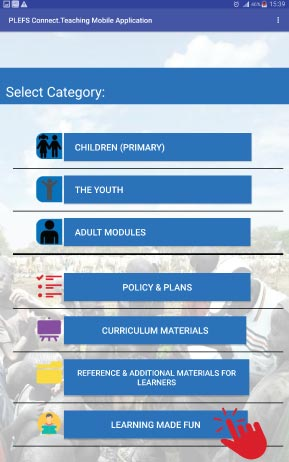 46% 15:39
PLEFS Connect.Teaching Mobile Application
Select Category:
CHILDREN (PRIMARY)
THE YOUTH
ADULT MODULES
POLICY & PLANS
CURRICULUM MATERIALS
REFERENCE & ADDITIONAL MATERIALS FOR
LEARNERS
LEARNING MADE FUN